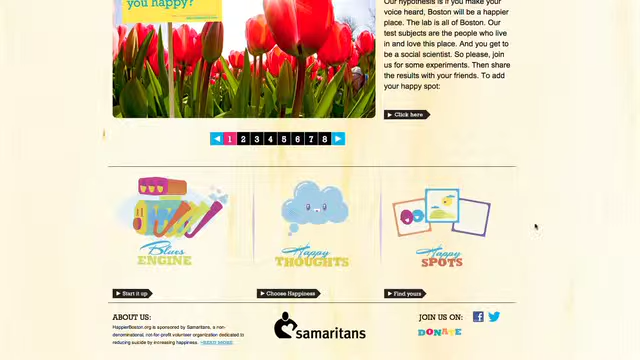 you happy?
Our hypothesis is if you make your
voice heard, Boston will be a happier
place. The lab is all of Boston. Our
test subjects are the people who live
in and love this place. And you get to
be a social scientist. So please, join
us for some experiments. Then share
the results with your friends. To add
your happy spot:
Click here
1 2 3 4 5 6 7 8
Blues
ENGINE
Happy
THOUGHTS
Happy
SPOTS
Start it up
Choose Happiness
Find yours
ABOUT US:
HappierBoston.org is sponsored by Samaritans, a non-
denominational, not-for-profit volunteer organization dedicated to
reducing suicide by increasing happiness.
samaritans
JOIN US ON:
DONATE